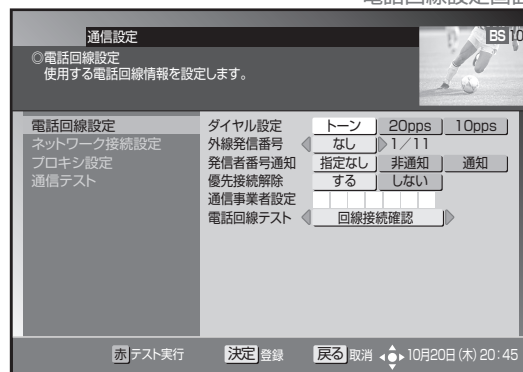 通信設定
BS
◎電話回線設定
使用する電話回線情報を設定します。
電話回線設定
ネットワーク接続設定
プロキシ設定
通信テスト
ダイヤル設定 トーン 20pps 10pps
外線発信番号 なし 1／11
発信者番号通知 指定なし 非通知 通知
優先接続解除 する しない
通信事業者設定
電話回線テスト 回線接続確認
赤 テスト実行 決定 登録 戻る 取消 10月20日(木) 20:45